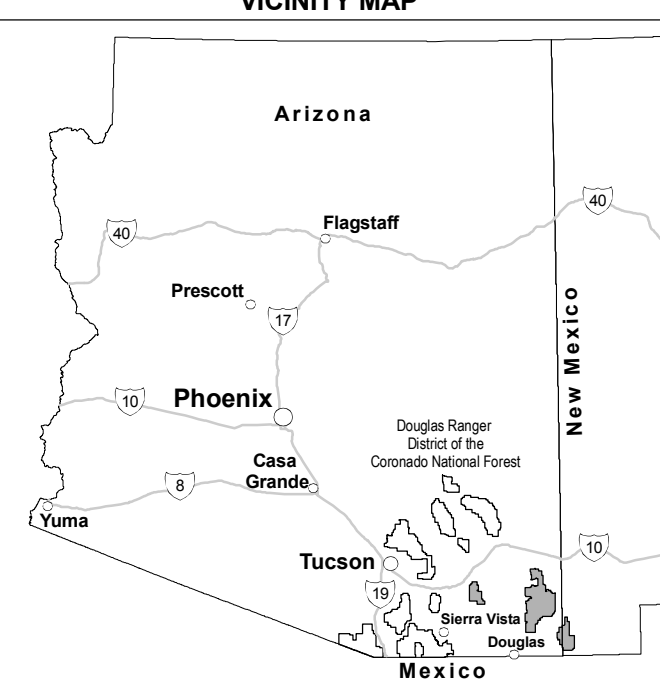 VICINITY MAP
Arizona
40
Flagstaff
40
Prescott
17
New Mexico
10
Phoenix
Douglas Ranger
District of the
Coronado National Forest
Casa
Grande
8
Yuma
10
Tucson
19
Sierra Vista
Douglas
Mexico